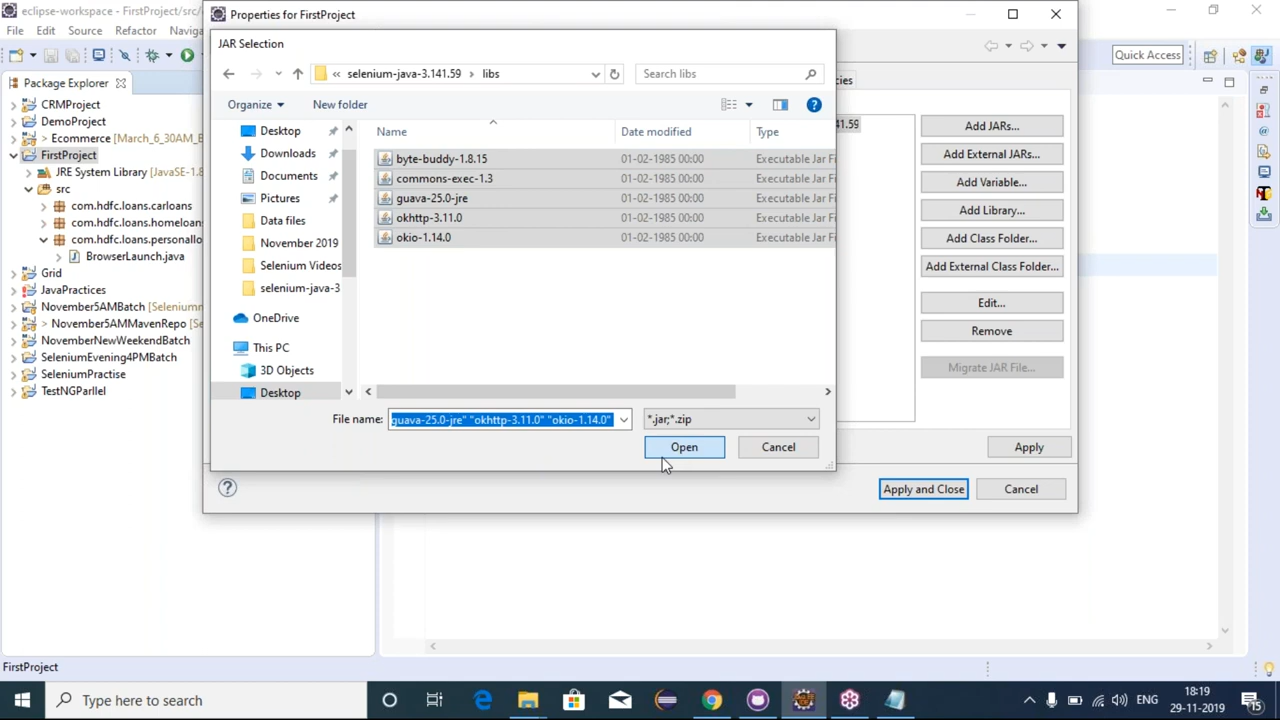 eclipse-workspace - FirstProject/src/
Properties for FirstProject
File Edit Source Refactor Naviga
JAR Selection
Quick Access
Package Explorer
« selenium-java-3.141.59 › libs
Search libs
Organize
New folder
Name Date modified Type
Desktop
Downloads
Documents
Pictures
Data files
November 2019
Selenium Videos
selenium-java-3
OneDrive
This PC
3D Objects
Desktop
byte-buddy-1.8.15 01-02-1985 00:00 Executable Jar Fi
commons-exec-1.3 01-02-1985 00:00 Executable Jar Fi
guava-25.0-jre 01-02-1985 00:00 Executable Jar Fi
okhttp-3.11.0 01-02-1985 00:00 Executable Jar Fi
okio-1.14.0 01-02-1985 00:00 Executable Jar Fi
File name: guava-25.0-jre" "okhttp-3.11.0" "okio-1.14.0" *.jar;*.zip
Open Cancel
cies
41.59
Add JARs...
Add External JARs...
Add Variable...
Add Library...
Add Class Folder...
Add External Class Folder...
Edit...
Remove
Migrate JAR File...
Apply
Apply and Close Cancel
CRMProject
DemoProject
> Ecommerce [March_6_30AM_B
FirstProject
JRE System Library [JavaSE-1.8
src
com.hdfc.loans.carloans
com.hdfc.loans.homeloans
com.hdfc.loans.personallo
BrowserLaunch.java
Grid
JavaPractices
November5AMBatch [Selenium
> November5AMMavenRepo [Se
NovemberNewWeekendBatch
SeleniumEvening4PMBatch
SeleniumPractise
TestNGParllel
FirstProject
Type here to search
ENG
18:19
29-11-2019
15